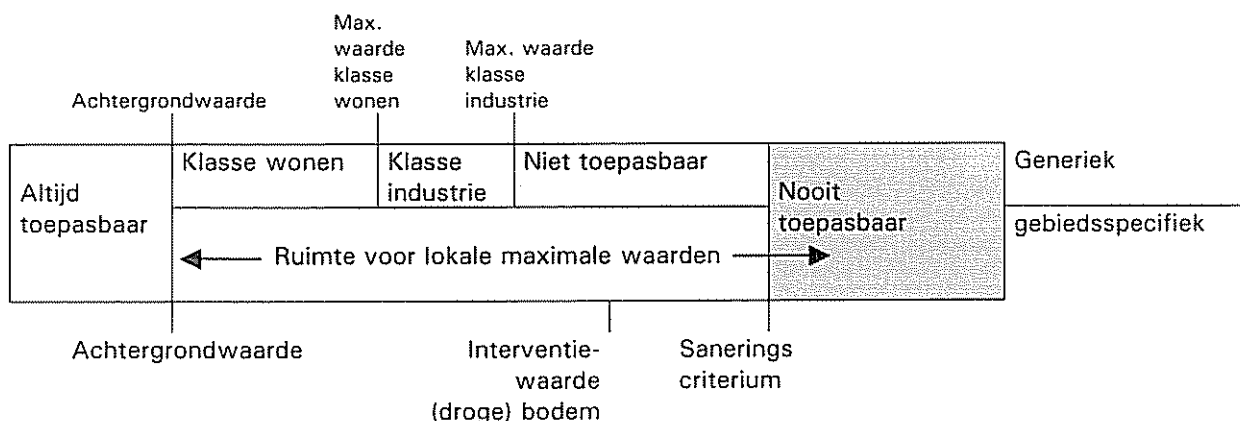 Max.
waarde
klasse
wonen
Max. waarde
klasse
industrie
Achtergrondwaarde
Klasse wonen
Klasse
industrie
Niet toepasbaar
Generiek
Altijd
toepasbaar
Nooit
toepasbaar
gebiedsspecifiek
Ruimte voor lokale maximale waarden
Achtergrondwaarde
Interventie-
waarde
(droge) bodem
Sanerings
criterium